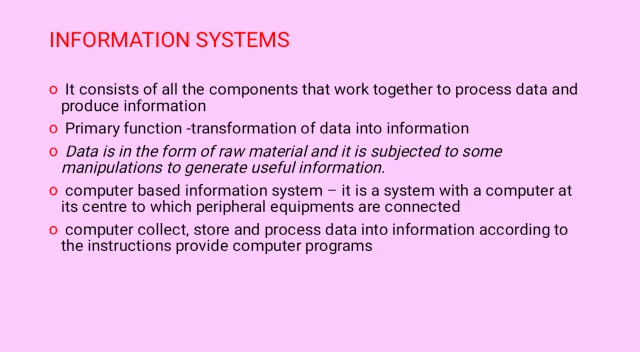 INFORMATION SYSTEMS
o It consists of all the components that work together to process data and
produce information
o Primary function -transformation of data into information
o Data is in the form of raw material and it is subjected to some
manipulations to generate useful information.
o computer based information system – it is a system with a computer at
its centre to which peripheral equipments are connected
o computer collect, store and process data into information according to
the instructions provide computer programs